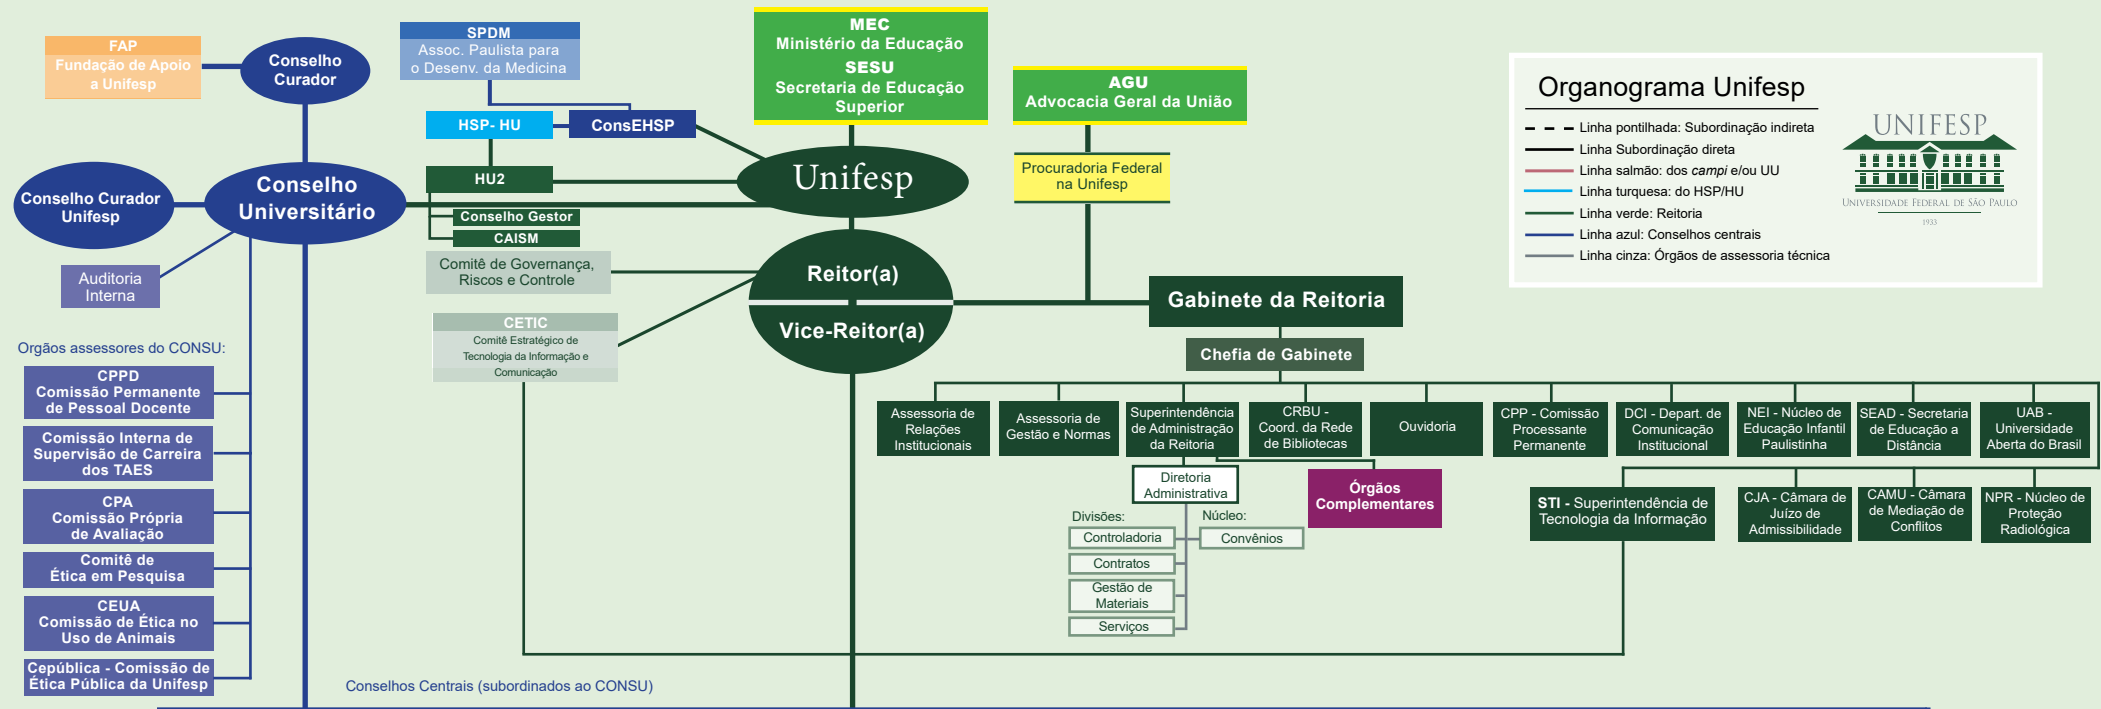 FAP
Fundação de Apoio
a Unifesp
Conselho
Curador
SPDM
Assoc. Paulista para
o Desenv. da Medicina
HSP- HU
ConsEHSP
HU2
Conselho Gestor
CAISM
MEC
Ministério da Educação
SESU
Secretaria de Educação
Superior
AGU
Advocacia Geral da União
Procuradoria Federal
na Unifesp
Organograma Unifesp
Linha pontilhada: Subordinação indireta
Linha Subordinação direta
Linha salmão: dos campi e/ou UU
Linha turquesa: do HSP/HU
Linha verde: Reitoria
Linha azul: Conselhos centrais
Linha cinza: Órgãos de assessoria técnica
UNIFESP
Universidade Federal de São Paulo
1933
Conselho Curador
Unifesp
Conselho
Universitário
Unifesp
Auditoria
Interna
Comitê de Governança,
Riscos e Controle
Reitor(a)
Vice-Reitor(a)
Gabinete da Reitoria
Chefia de Gabinete
CETIC
Comitê Estratégico de
Tecnologia da Informação e
Comunicação
Orgãos assessores do CONSU:
CPPD
Comissão Permanente
de Pessoal Docente
Comissão Interna de
Supervisão de Carreira
dos TAES
CPA
Comissão Própria
de Avaliação
Comitê de
Ética em Pesquisa
CEUA
Comissão de Ética no
Uso de Animais
Cepública - Comissão de
Ética Pública da Unifesp
Assessoria de
Relações
Institucionais
Assessoria de
Gestão e Normas
Superintendência
de Administração
da Reitoria
CRBU -
Coord. da Rede
de Bibliotecas
Ouvidoria
CPP - Comissão
Processante
Permanente
DCI - Depart. de
Comunicação
Institucional
NEI - Núcleo de
Educação Infantil
Paulistinha
SEAD - Secretaria
de Educação a
Distância
UAB -
Universidade
Aberta do Brasil
Diretoria
Administrativa
Órgãos
Complementares
STI - Superintendência de
Tecnologia da Informação
CJA - Câmara de
Juízo de
Admissibilidade
CAMU - Câmara
de Mediação de
Conflitos
NPR - Núcleo de
Proteção
Radiológica
Divisões:
Controladoria
Contratos
Gestão de
Materiais
Serviços
Núcleo:
Convênios
Conselhos Centrais (subordinados ao CONSU)